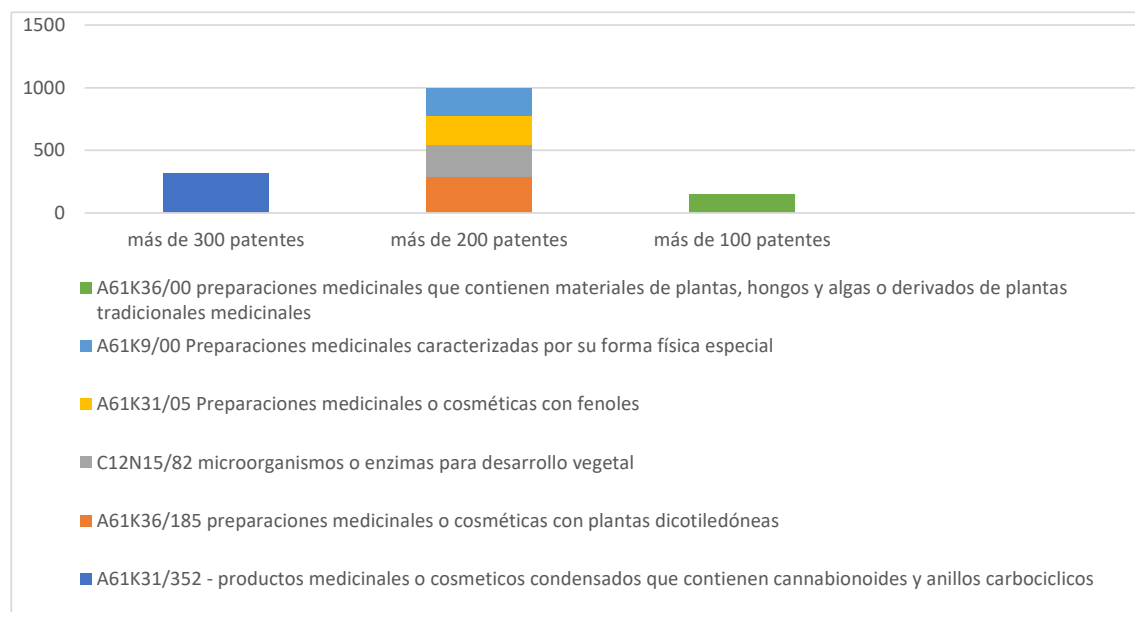 1500
1000
500
0
más de 300 patentes
más de 200 patentes
más de 100 patentes
A61K36/00 preparaciones medicinales que contienen materiales de plantas, hongos y algas o derivados de plantas
tradicionales medicinales
A61K9/00 Preparaciones medicinales caracterizadas por su forma física especial
A61K31/05 Preparaciones medicinales o cosméticas con fenoles
C12N15/82 microorganismos o enzimas para desarrollo vegetal
A61K36/185 preparaciones medicinales o cosméticas con plantas dicotiledóneas
A61K31/352 - productos medicinales o cosmeticos condensados que contienen cannabionoides y anillos carbociclicos